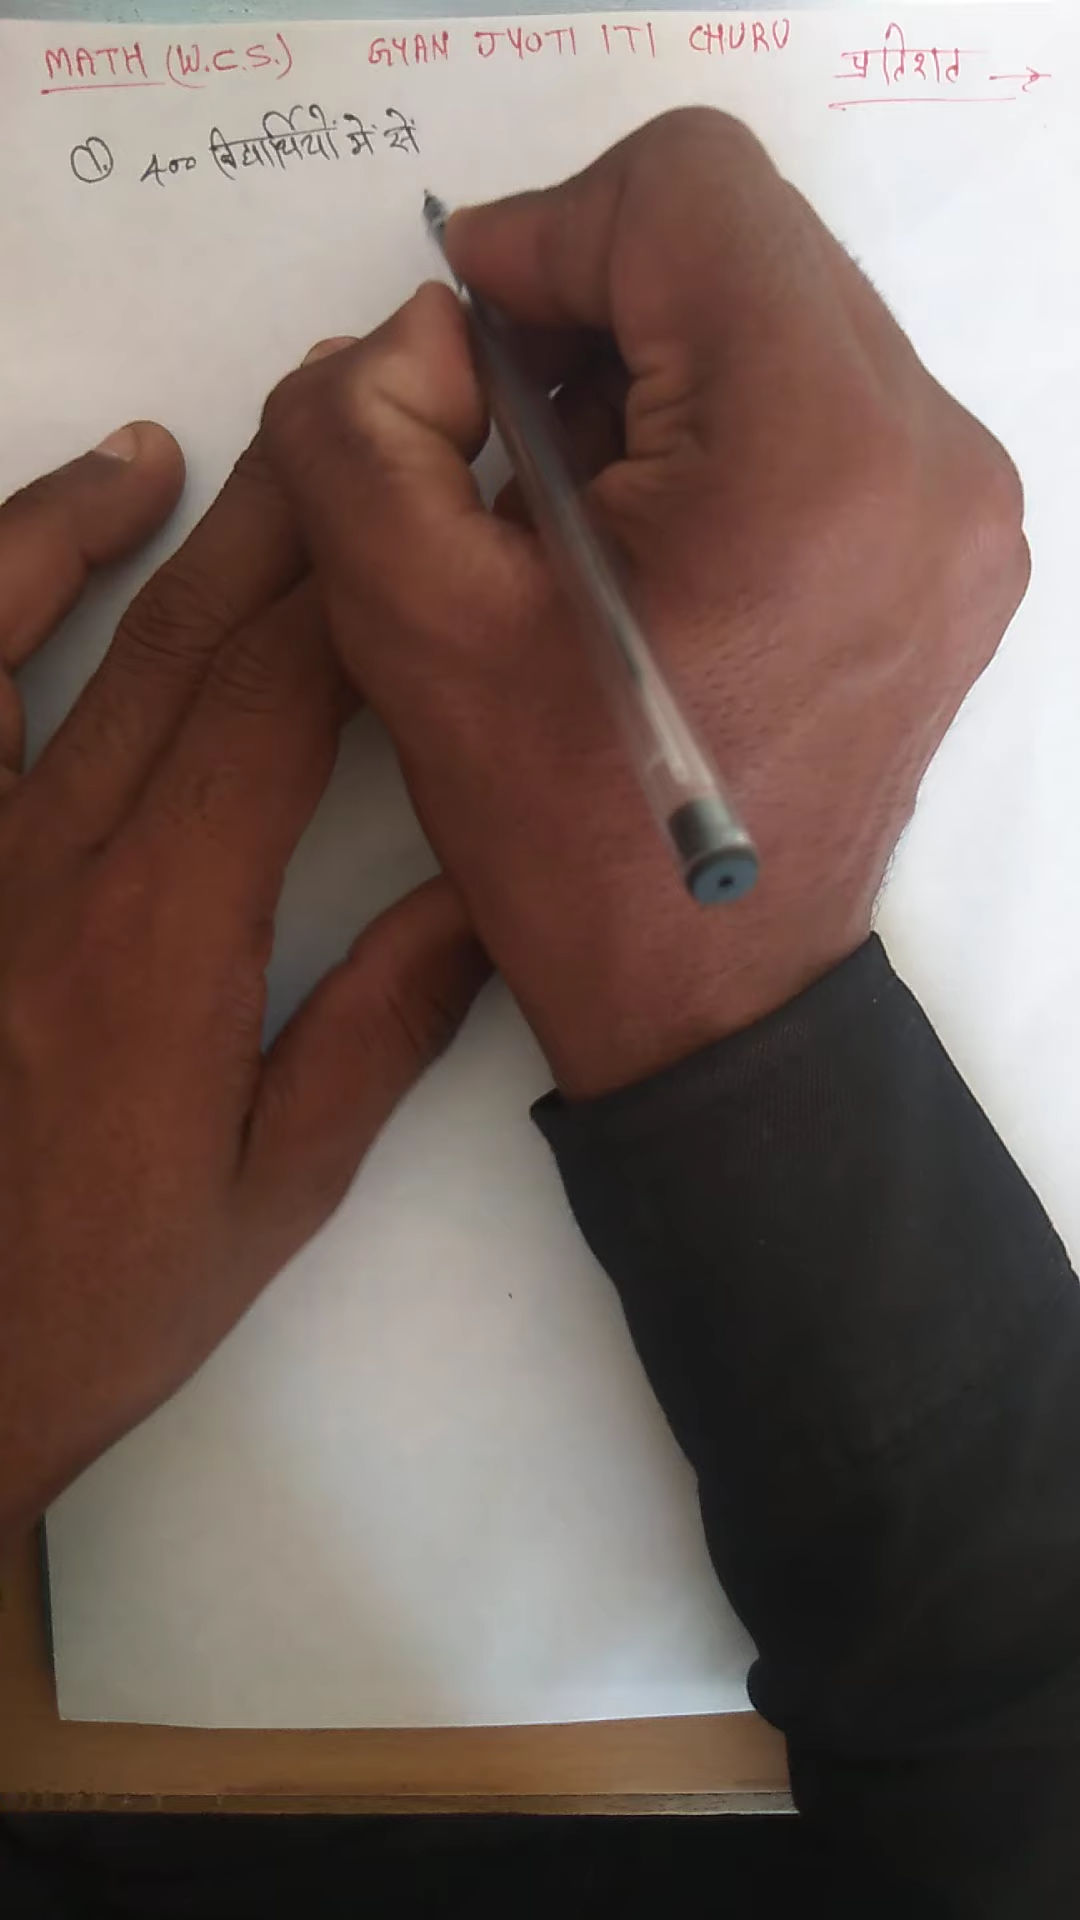 MATH (W.C.S.) GYAN JYOTI ITI CHURU प्रतिशत →
①. 400 विद्यार्थियों में सें